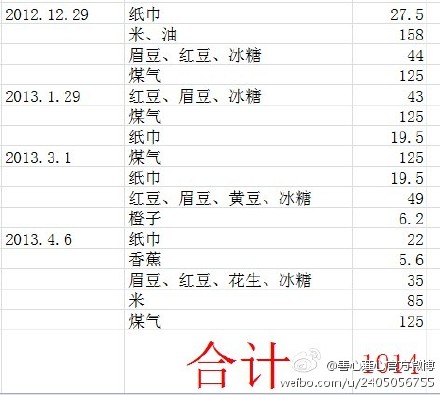 2012.12.29 纸巾 27.5
米、油 158
眉豆、红豆、冰糖 44
煤气 125
2013.1.29 红豆、眉豆、冰糖 43
煤气 125
纸巾 19.5
2013.3.1 煤气 125
纸巾 19.5
红豆、眉豆、黄豆、冰糖 49
橙子 6.2
2013.4.6 纸巾 22
香蕉 5.6
眉豆、红豆、花生、冰糖 35
米 85
煤气 125
合计 1014
@善心善心官方微博
weibo.com/u/2405056755